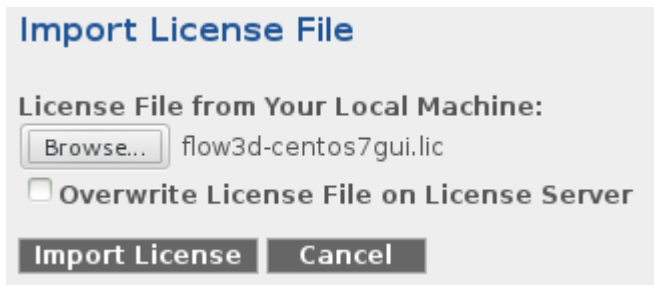 Import License File
License File from Your Local Machine:
Browse... flow3d-centos7gui.lic
Overwrite License File on License Server
Import License Cancel